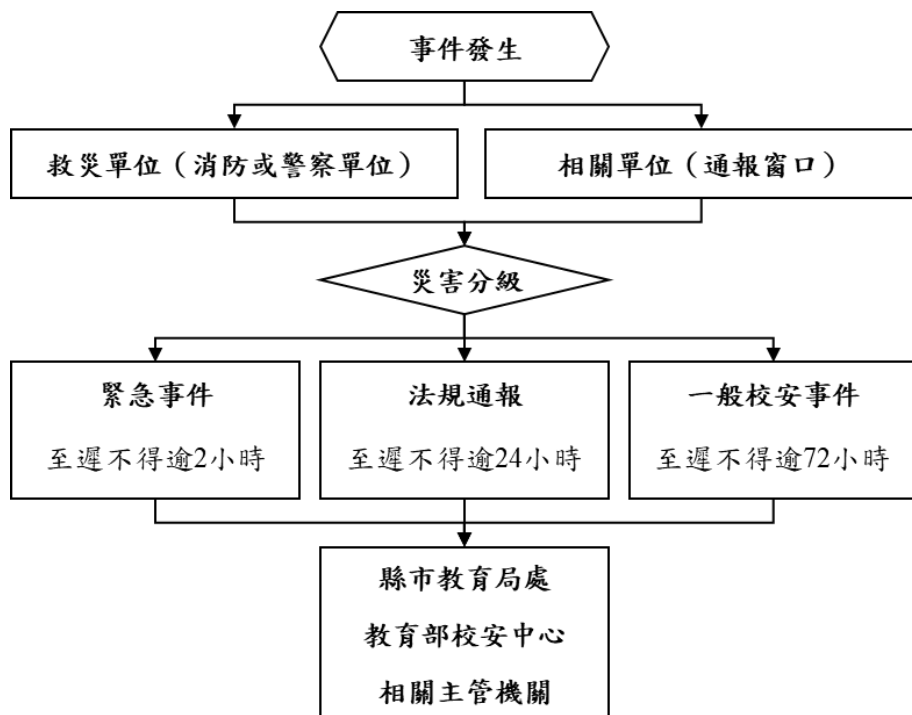 事件發生
救災單位（消防或警察單位）
相關單位（通報窗口）
災害分級
緊急事件
至遲不得逾2小時
法規通報
至遲不得逾24小時
一般校安事件
至遲不得逾72小時
縣市教育局處
教育部校安中心
相關主管機關